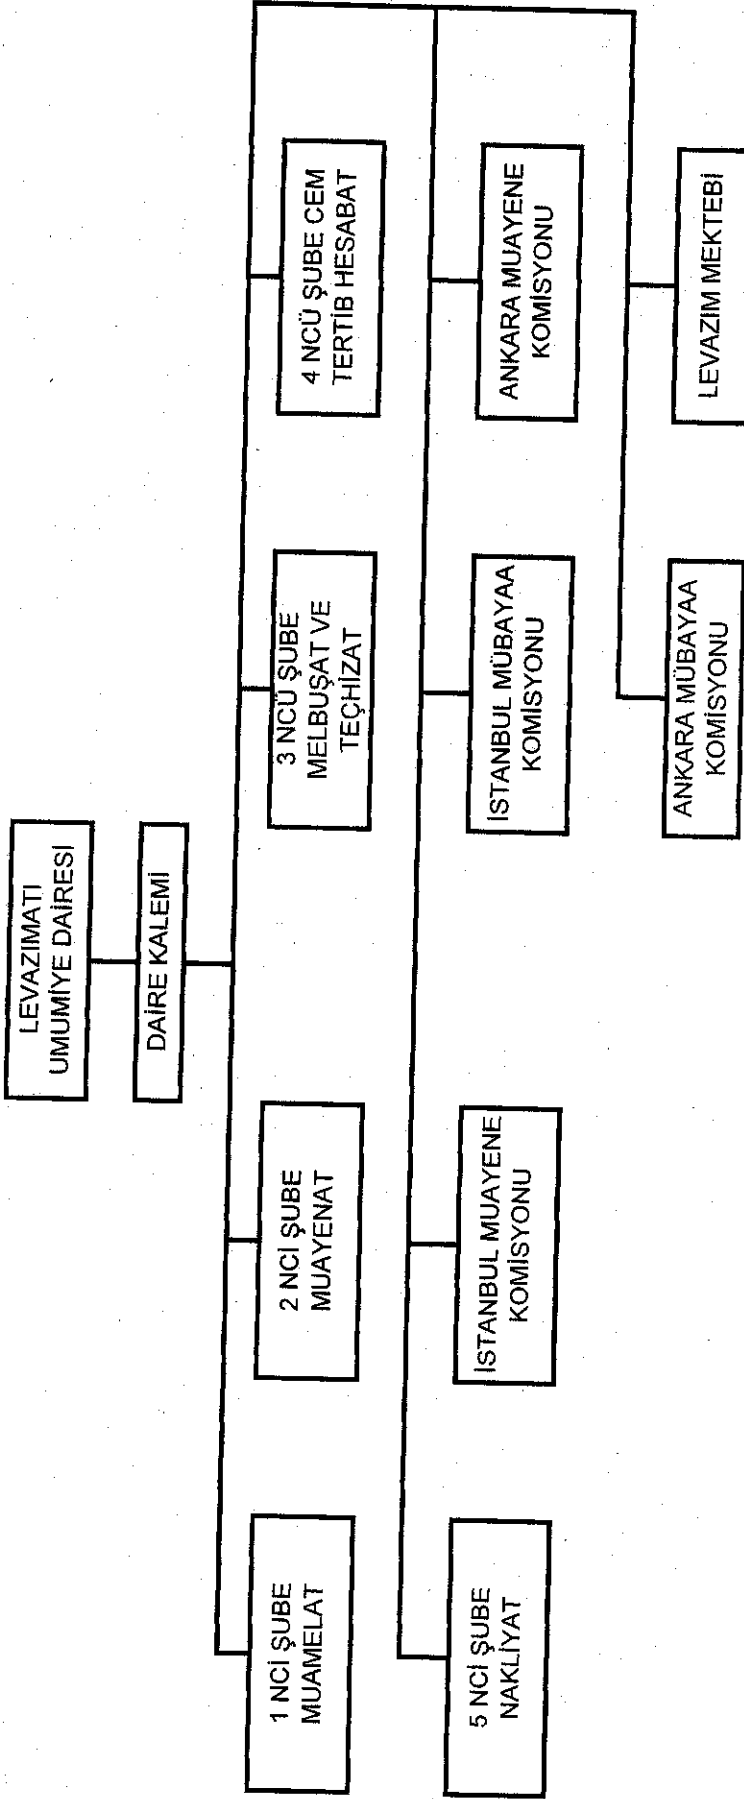 LEVAZIMATI
UMUMİYE DAİRESİ
DAİRE KALEMİ
1 NCİ ŞUBE
MUAMELAT
2 NCİ ŞUBE
MUAYENAT
3 NCÜ ŞUBE
MELBUŞAT VE
TEÇHİZAT
4 NCÜ ŞUBE CEM
TERTİB HESABAT
5 NCİ ŞUBE
NAKLİYAT
İSTANBUL MUAYENE
KOMİSYONU
İSTANBUL MÜBAYAA
KOMİSYONU
ANKARA MUAYENE
KOMİSYONU
ANKARA MÜBAYAA
KOMİSYONU
LEVAZIM MEKTEBİ